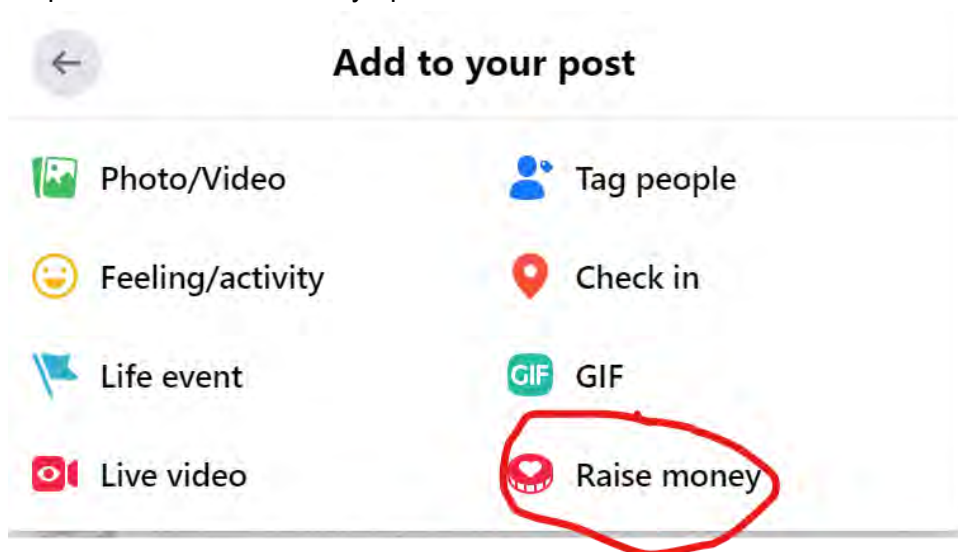 Add to your post
Photo/Video
Tag people
Feeling/activity
Check in
Life event
GIF GIF
Live video
Raise money